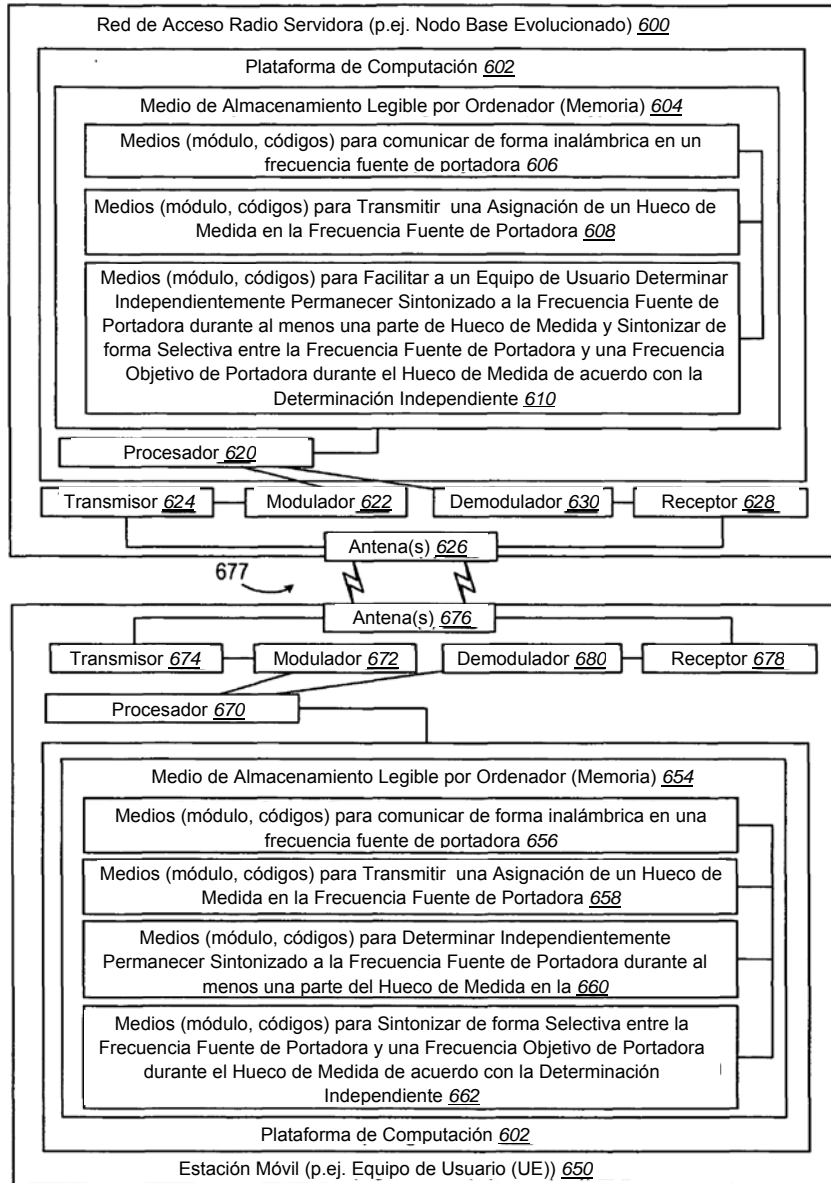 Red de Acceso Radio Servidora (p.ej. Nodo Base Evolucionado) 600
Plataforma de Computación 602
Medio de Almacenamiento Legible por Ordenador (Memoria) 604
Medios (módulo, códigos) para comunicar de forma inalámbrica en un
frecuencia fuente de portadora 606
Medios (módulo, códigos) para Transmitir una Asignación de un Hueco de
Medida en la Frecuencia Fuente de Portadora 608
Medios (módulo, códigos) para Facilitar a un Equipo de Usuario Determinar
Independientemente Permanecer Sintonizado a la Frecuencia Fuente de
Portadora durante al menos una parte de Hueco de Medida y Sintonizar de
forma Selectiva entre la Frecuencia Fuente de Portadora y una Frecuencia
Objetivo de Portadora durante el Hueco de Medida de acuerdo con la
Determinación Independiente 610
Procesador 620
Transmisor 624
Modulador 622
Demodulador 630
Receptor 628
Antena(s) 626
677
Antena(s) 676
Transmisor 674
Modulador 672
Demodulador 680
Receptor 678
Procesador 670
Medio de Almacenamiento Legible por Ordenador (Memoria) 654
Medios (módulo, códigos) para comunicar de forma inalámbrica en una
frecuencia fuente de portadora 656
Medios (módulo, códigos) para Transmitir una Asignación de un Hueco de
Medida en la Frecuencia Fuente de Portadora 658
Medios (módulo, códigos) para Determinar Independientemente
Permanecer Sintonizado a la Frecuencia Fuente de Portadora durante al
menos una parte del Hueco de Medida en la 660
Medios (módulo, códigos) para Sintonizar de forma Selectiva entre la
Frecuencia Fuente de Portadora y una Frecuencia Objetivo de Portadora
durante el Hueco de Medida de acuerdo con la Determinación
Independiente 662
Plataforma de Computación 602
Estación Móvil (p.ej. Equipo de Usuario (UE)) 650